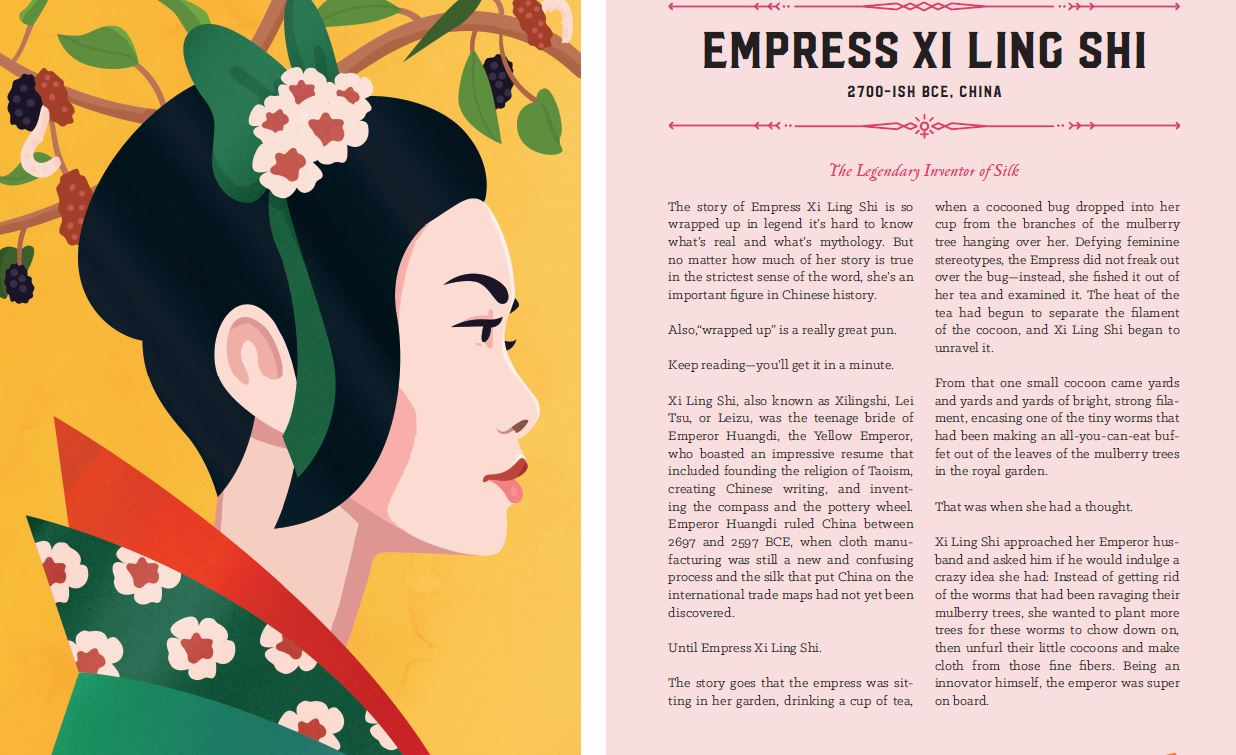 EMPRESS XI LING SHI
2700-ISH BCE, CHINA
The Legendary Inventor of Silk
The story of Empress Xi Ling Shi is so
wrapped up in legend it's hard to know
what's real and what's mythology. But
no matter how much of her story is true
in the strictest sense of the word, she's an
important figure in Chinese history.
Also,“wrapped up” is a really great pun.
Keep reading—you'll get it in a minute.
Xi Ling Shi, also known as Xilingshi, Lei
Tsu, or Leizu, was the teenage bride of
Emperor Huangdi, the Yellow Emperor,
who boasted an impressive resume that
included founding the religion of Taoism,
creating Chinese writing, and invent-
ing the compass and the pottery wheel.
Emperor Huangdi ruled China between
2697 and 2597 BCE, when cloth manu-
facturing was still a new and confusing
process and the silk that put China on the
international trade maps had not yet been
discovered.
Until Empress Xi Ling Shi.
The story goes that the empress was sit-
ting in her garden, drinking a cup of tea,
when a cocooned bug dropped into her
cup from the branches of the mulberry
tree hanging over her. Defying feminine
stereotypes, the Empress did not freak out
over the bug—instead, she fished it out of
her tea and examined it. The heat of the
tea had begun to separate the filament
of the cocoon, and Xi Ling Shi began to
unravel it.
From that one small cocoon came yards
and yards and yards of bright, strong fila-
ment, encasing one of the tiny worms that
had been making an all-you-can-eat buf-
fet out of the leaves of the mulberry trees
in the royal garden.
That was when she had a thought.
Xi Ling Shi approached her Emperor hus-
band and asked him if he would indulge a
crazy idea she had: Instead of getting rid
of the worms that had been ravaging their
mulberry trees, she wanted to plant more
trees for these worms to chow down on,
then unfurl their little cocoons and make
cloth from those fine fibers. Being an
innovator himself, the emperor was super
on board.